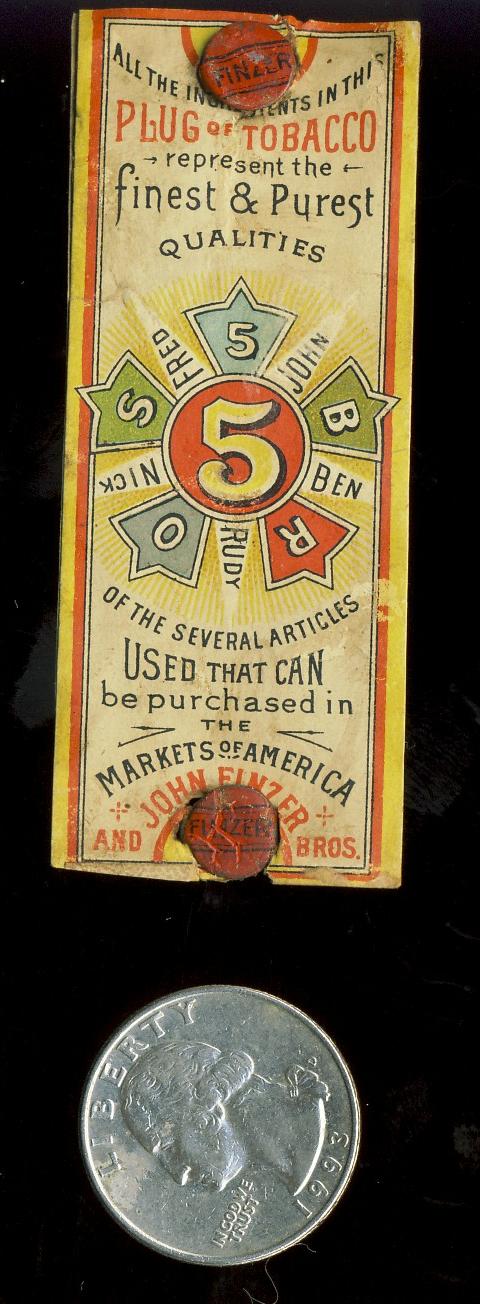 FINZER
ALL THE INGREDIENTS IN THIS
PLUG OF TOBACCO
represent the
finest & Purest
QUALITIES
5
FRED
JOHN
S
B
5
NICK
BEN
O
R
RUDY
OF THE SEVERAL ARTICLES
USED THAT CAN
be purchased in
THE
MARKETS OF AMERICA
JOHN FINZER
AND BROS.
FINZER
LIBERTY
IN GOD WE
TRUST
1993